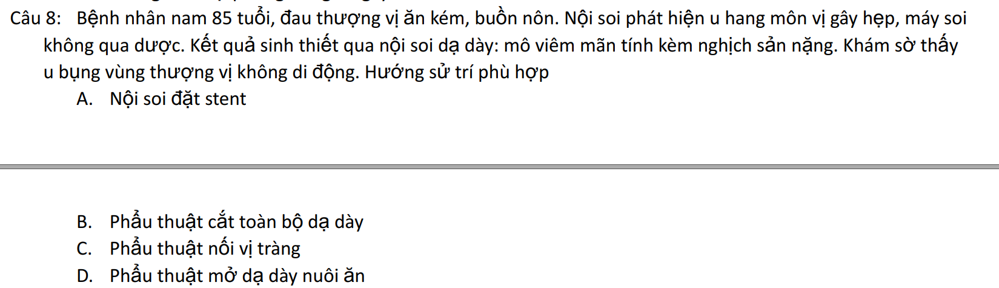 Câu 8: Bệnh nhân nam 85 tuổi, đau thượng vị ăn kém, buồn nôn. Nội soi phát hiện u hang môn vị gây hẹp, máy soi
không qua dược. Kết quả sinh thiết qua nội soi dạ dày: mô viêm mãn tính kèm nghịch sản nặng. Khám sờ thấy
u bụng vùng thượng vị không di động. Hướng sử trí phù hợp
A. Nội soi đặt stent
B. Phẩu thuật cắt toàn bộ dạ dày
C. Phẩu thuật nối vị tràng
D. Phẩu thuật mở dạ dày nuôi ăn